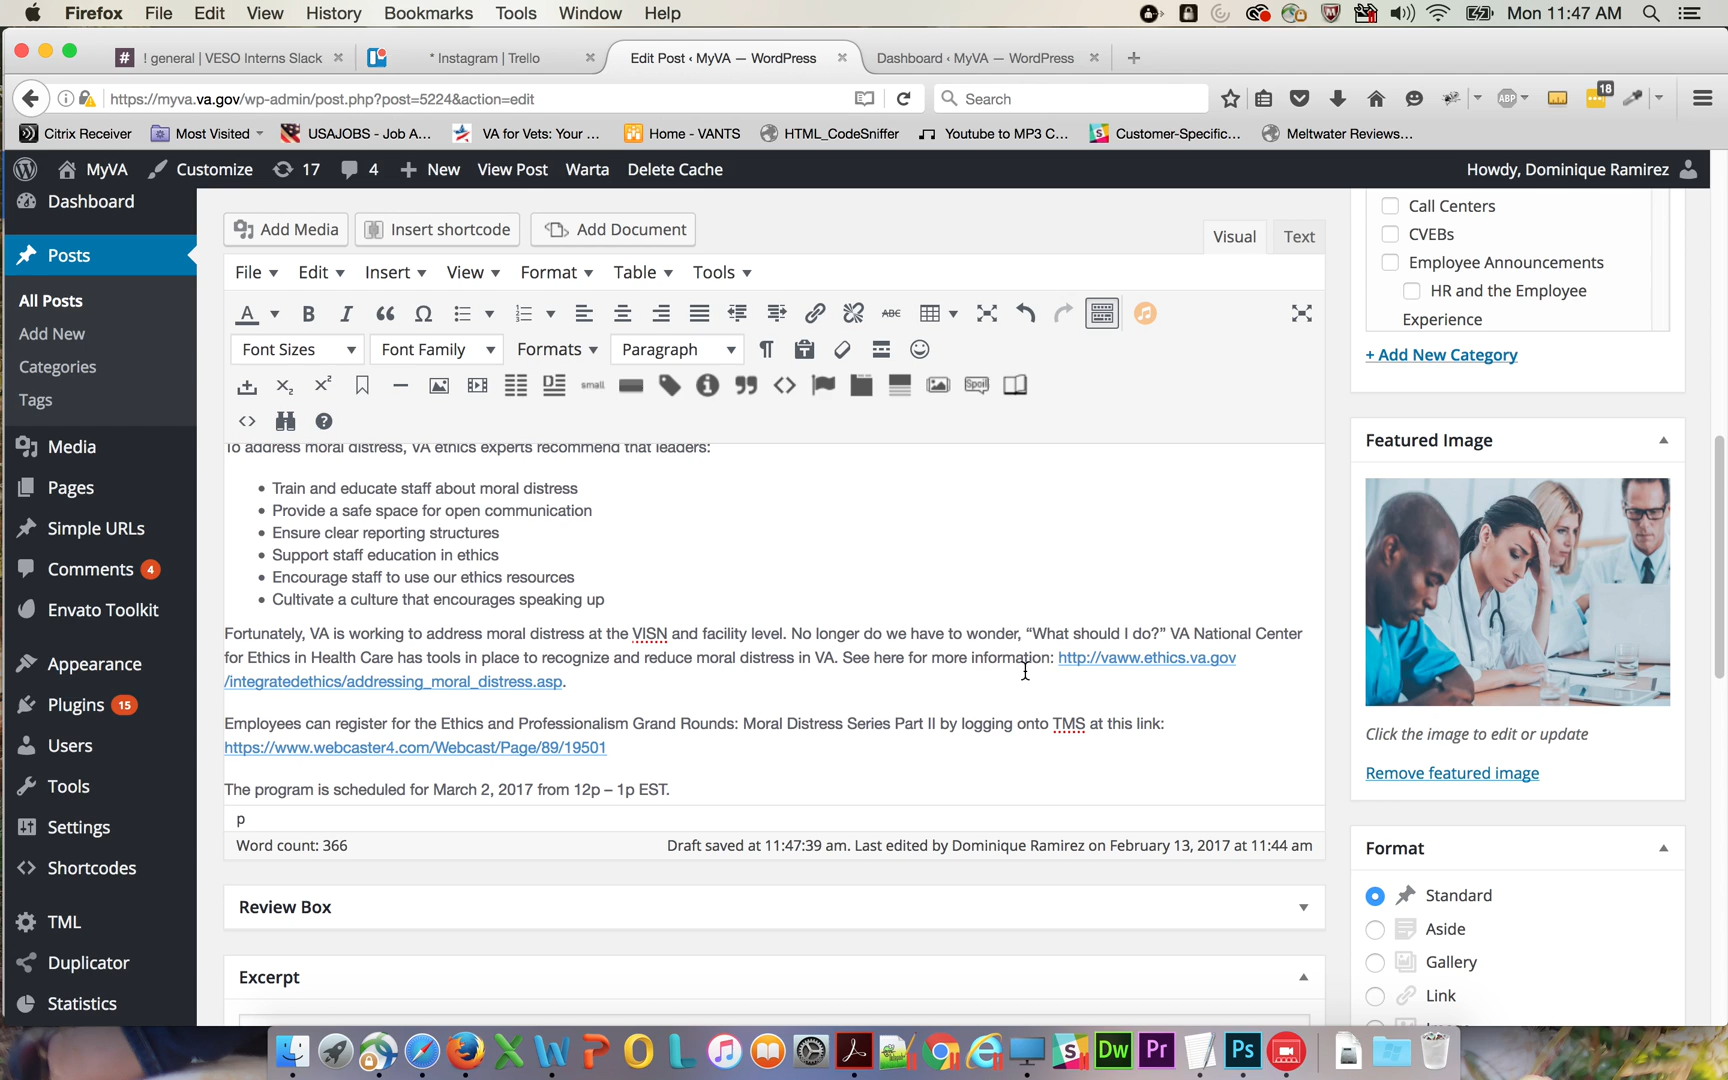 Firefox File Edit View History Bookmarks Tools Window Help Mon 11:47 AM
! general | VESO Interns Slack
* Instagram | Trello
Edit Post ‹ MyVA — WordPress
Dashboard ‹ MyVA — WordPress
https://myva.va.gov/wp-admin/post.php?post=5224&action=edit
Search
ABP
18
Citrix Receiver Most Visited USAJOBS - Job A... VA for Vets: Your ... Home - VANTS HTML_CodeSniffer Youtube to MP3 C... Customer-Specific... Meltwater Reviews...
MyVA Customize 17 4 New View Post Warta Delete Cache Howdy, Dominique Ramirez
Dashboard
Posts
All Posts
Add New
Categories
Tags
Media
Pages
Simple URLs
Comments 4
Envato Toolkit
Appearance
Plugins 15
Users
Tools
Settings
Shortcodes
TML
Duplicator
Statistics
Add Media Insert shortcode Add Document
Visual Text
File Edit Insert View Format Table Tools
A B I Ω ABC
Font Sizes Font Family Formats Paragraph
small
Spoil
To address moral distress, VA ethics experts recommend that leaders:
• Train and educate staff about moral distress
• Provide a safe space for open communication
• Ensure clear reporting structures
• Support staff education in ethics
• Encourage staff to use our ethics resources
• Cultivate a culture that encourages speaking up
Fortunately, VA is working to address moral distress at the VISN and facility level. No longer do we have to wonder, “What should I do?” VA National Center
for Ethics in Health Care has tools in place to recognize and reduce moral distress in VA. See here for more information: http://vaww.ethics.va.gov
/integratedethics/addressing_moral_distress.asp.
Employees can register for the Ethics and Professionalism Grand Rounds: Moral Distress Series Part II by logging onto TMS at this link:
https://www.webcaster4.com/Webcast/Page/89/19501
The program is scheduled for March 2, 2017 from 12p – 1p EST.
p
Word count: 366
Draft saved at 11:47:39 am. Last edited by Dominique Ramirez on February 13, 2017 at 11:44 am
Review Box
Excerpt
Call Centers
CVEBs
Employee Announcements
HR and the Employee
Experience
+ Add New Category
Featured Image
Click the image to edit or update
Remove featured image
Format
Standard
Aside
Gallery
Link
Dw Pr Ps